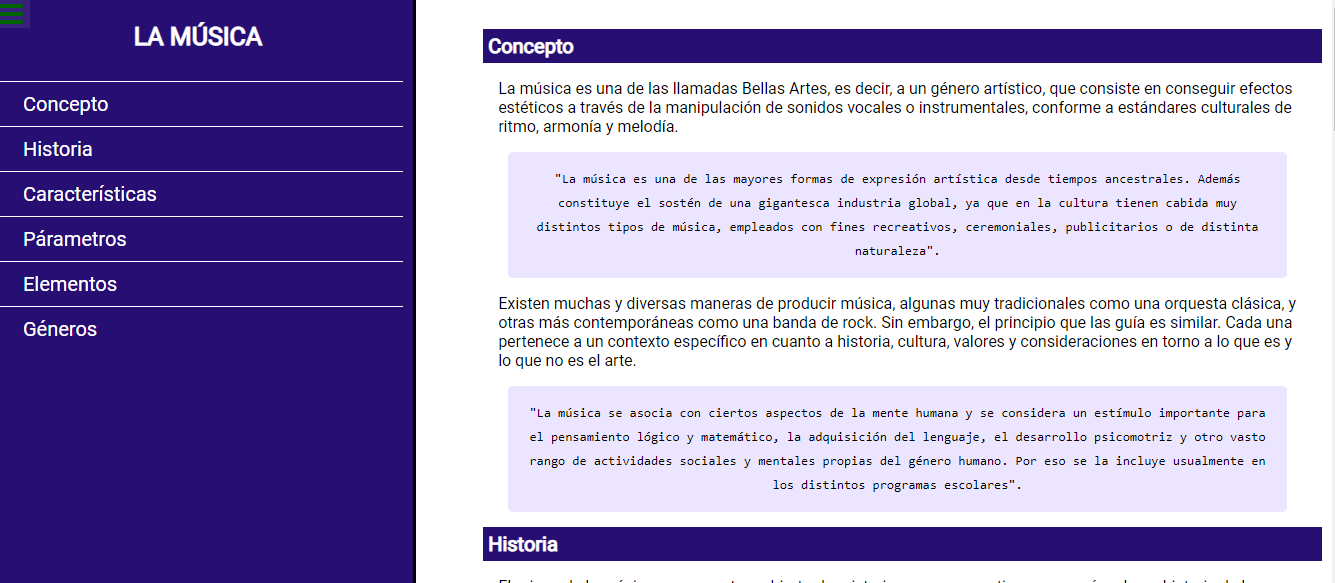 LA MÚSICA
Concepto
Historia
Características
Párametros
Elementos
Géneros
Concepto
La música es una de las llamadas Bellas Artes, es decir, a un género artístico, que consiste en conseguir efectos
estéticos a través de la manipulación de sonidos vocales o instrumentales, conforme a estándares culturales de
ritmo, armonía y melodía.
"La música es una de las mayores formas de expresión artística desde tiempos ancestrales. Además
constituye el sostén de una gigantesca industria global, ya que en la cultura tienen cabida muy
distintos tipos de música, empleados con fines recreativos, ceremoniales, publicitarios o de distinta
naturaleza".
Existen muchas y diversas maneras de producir música, algunas muy tradicionales como una orquesta clásica, y
otras más contemporáneas como una banda de rock. Sin embargo, el principio que las guía es similar. Cada una
pertenece a un contexto específico en cuanto a historia, cultura, valores y consideraciones en torno a lo que es y
lo que no es el arte.
"La música se asocia con ciertos aspectos de la mente humana y se considera un estímulo importante para
el pensamiento lógico y matemático, la adquisición del lenguaje, el desarrollo psicomotriz y otro vasto
rango de actividades sociales y mentales propias del género humano. Por eso se la incluye usualmente en
los distintos programas escolares".
Historia